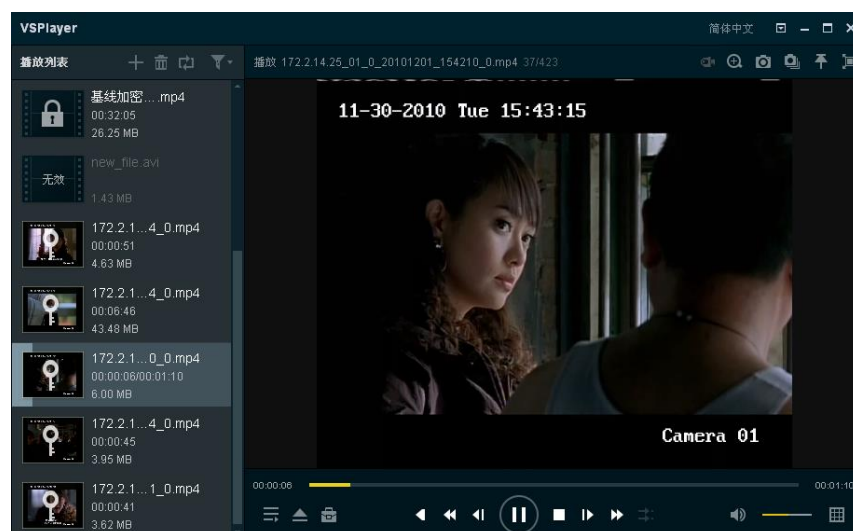 VSPlayer
简体中文
播放列表
播放 172.2.14.25_01_0_20101201_154210_0.mp4 37/423
基线加密... .mp4
00:32:05
26.25 MB
无效
new_file.avi
1.43 MB
172.2.1...4_0.mp4
00:00:51
4.63 MB
172.2.1...4_0.mp4
00:06:46
43.48 MB
172.2.1...0_0.mp4
00:00:06/00:01:10
6.00 MB
172.2.1...4_0.mp4
00:00:45
3.95 MB
172.2.1...1_0.mp4
00:00:41
3.62 MB
11-30-2010 Tue 15:43:15
Camera 01
00:00:06
00:01:10